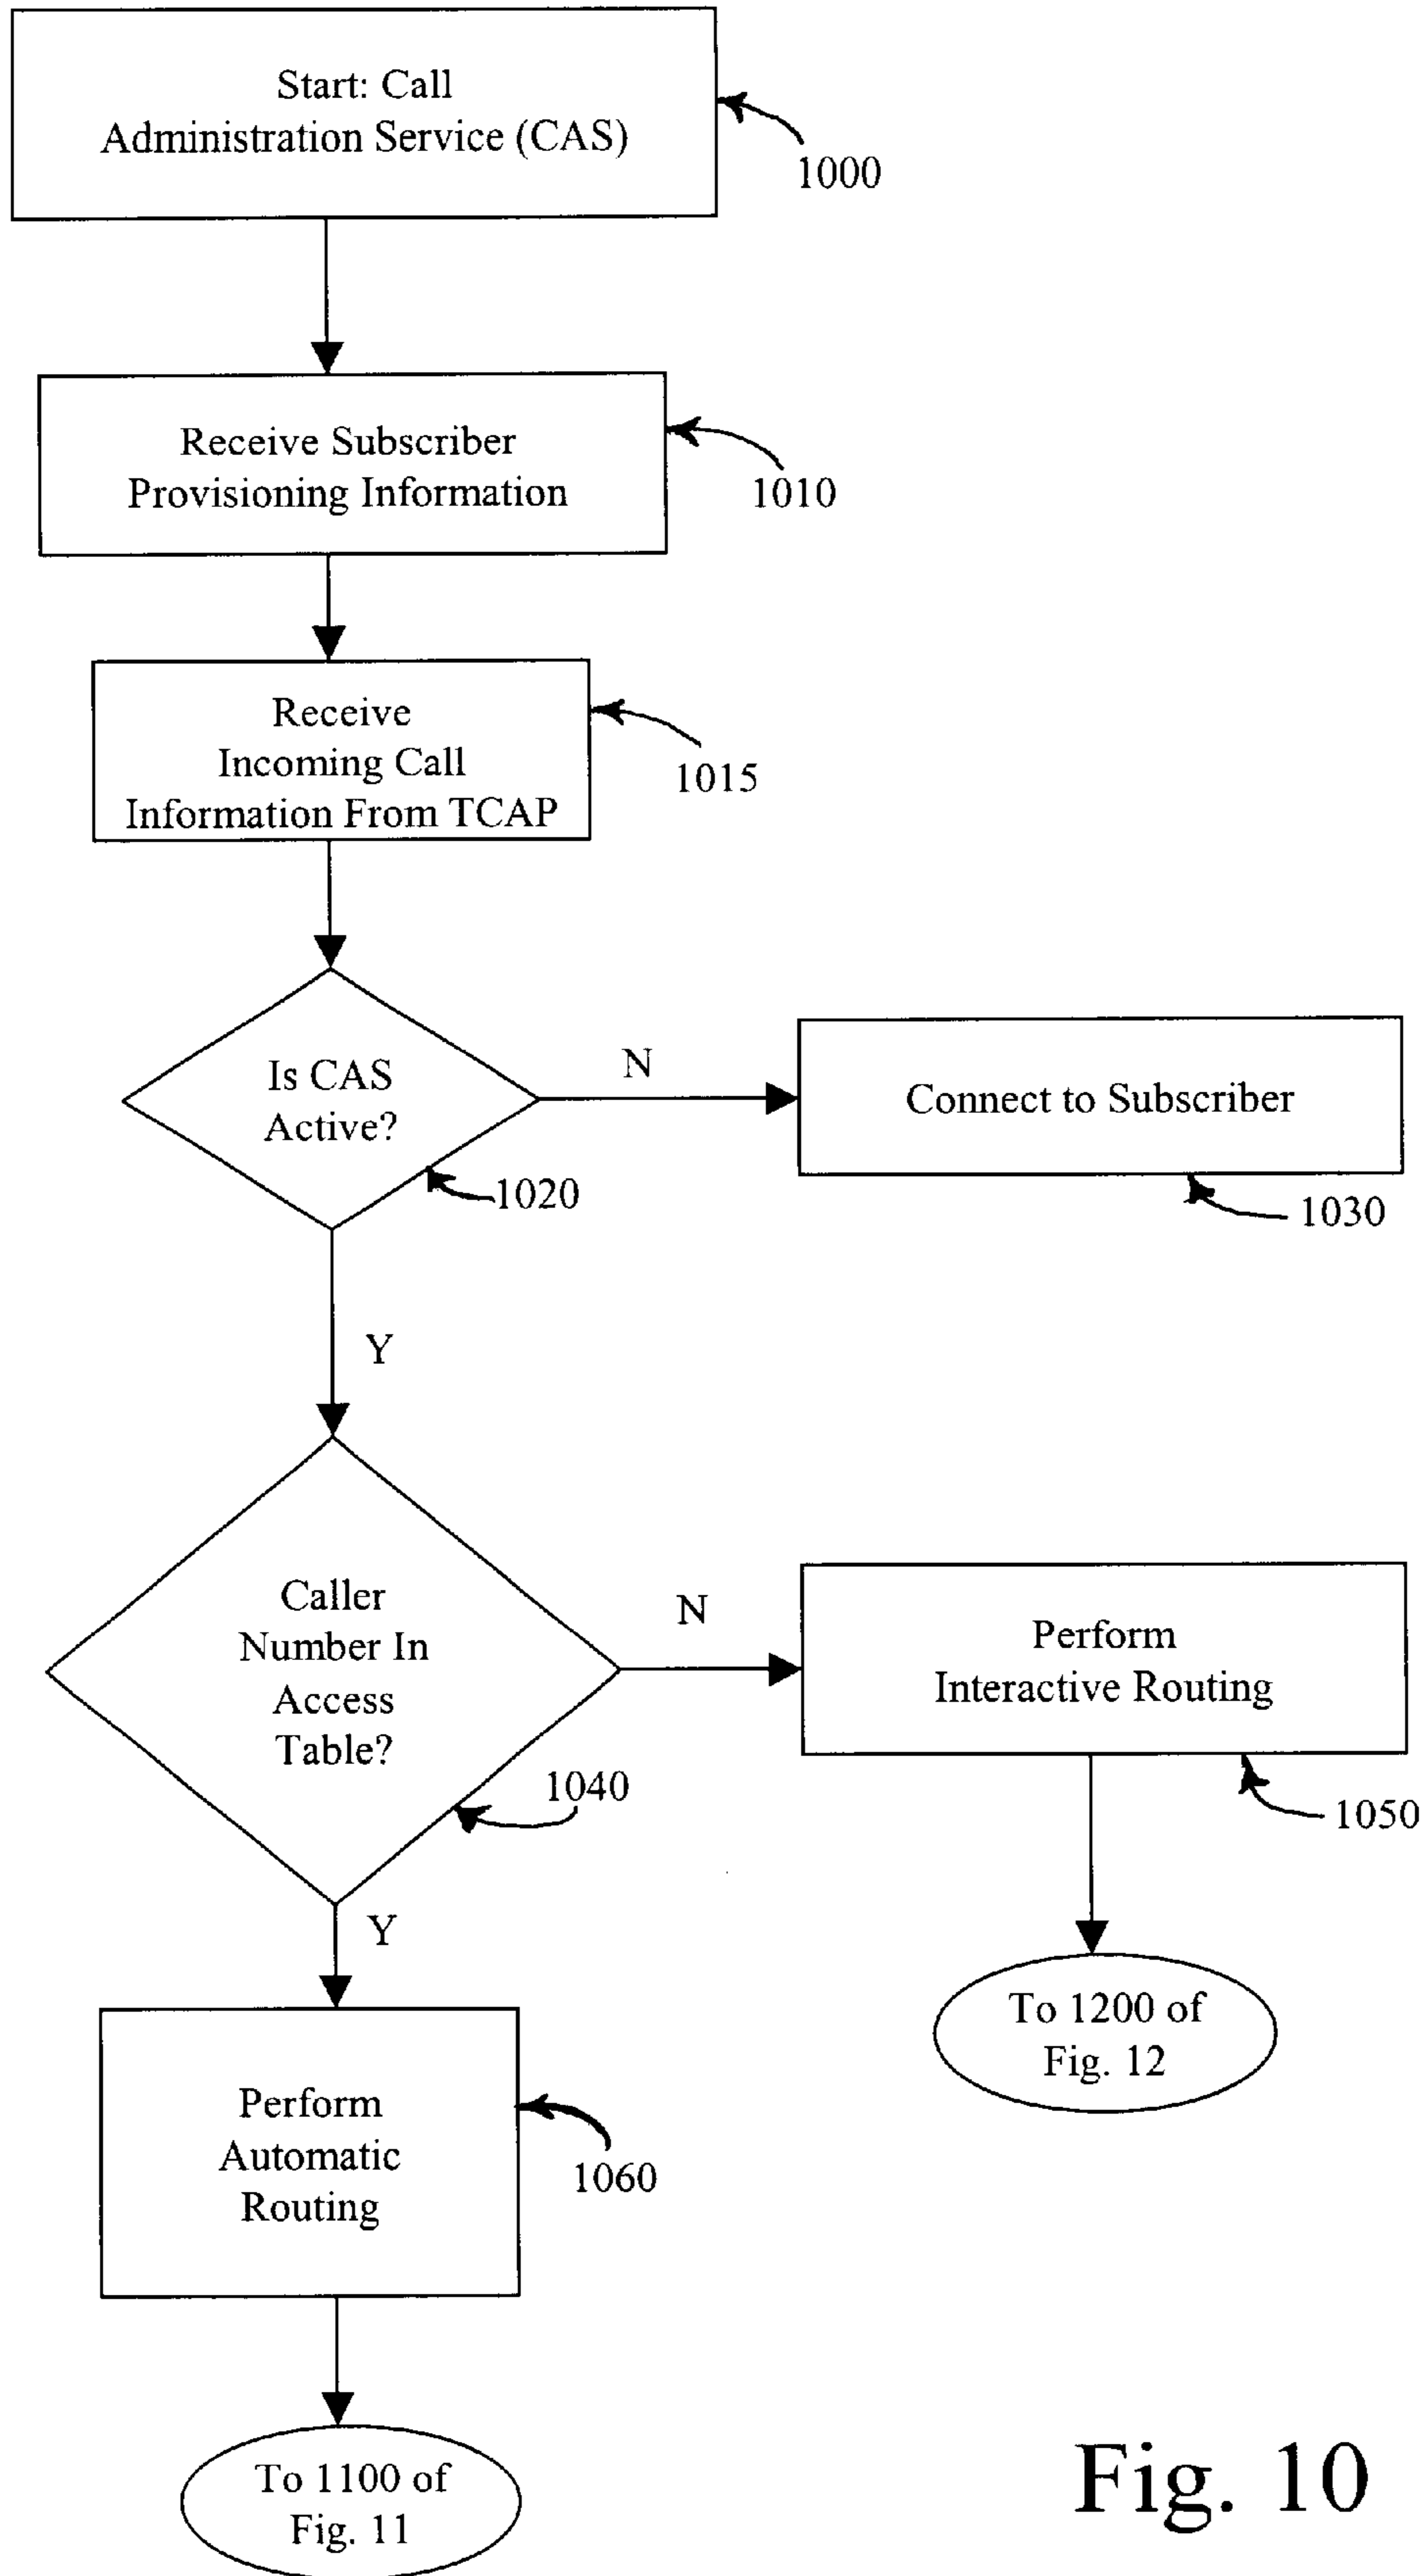 Start: Call
Administration Service (CAS)
1000
Receive Subscriber
Provisioning Information
1010
Receive
Incoming Call
Information From TCAP
1015
Is CAS
Active?
1020
N
Connect to Subscriber
1030
Y
Caller
Number In
Access
Table?
1040
N
Perform
Interactive Routing
1050
To 1200 of
Fig. 12
Y
Perform
Automatic
Routing
1060
To 1100 of
Fig. 11
Fig. 10